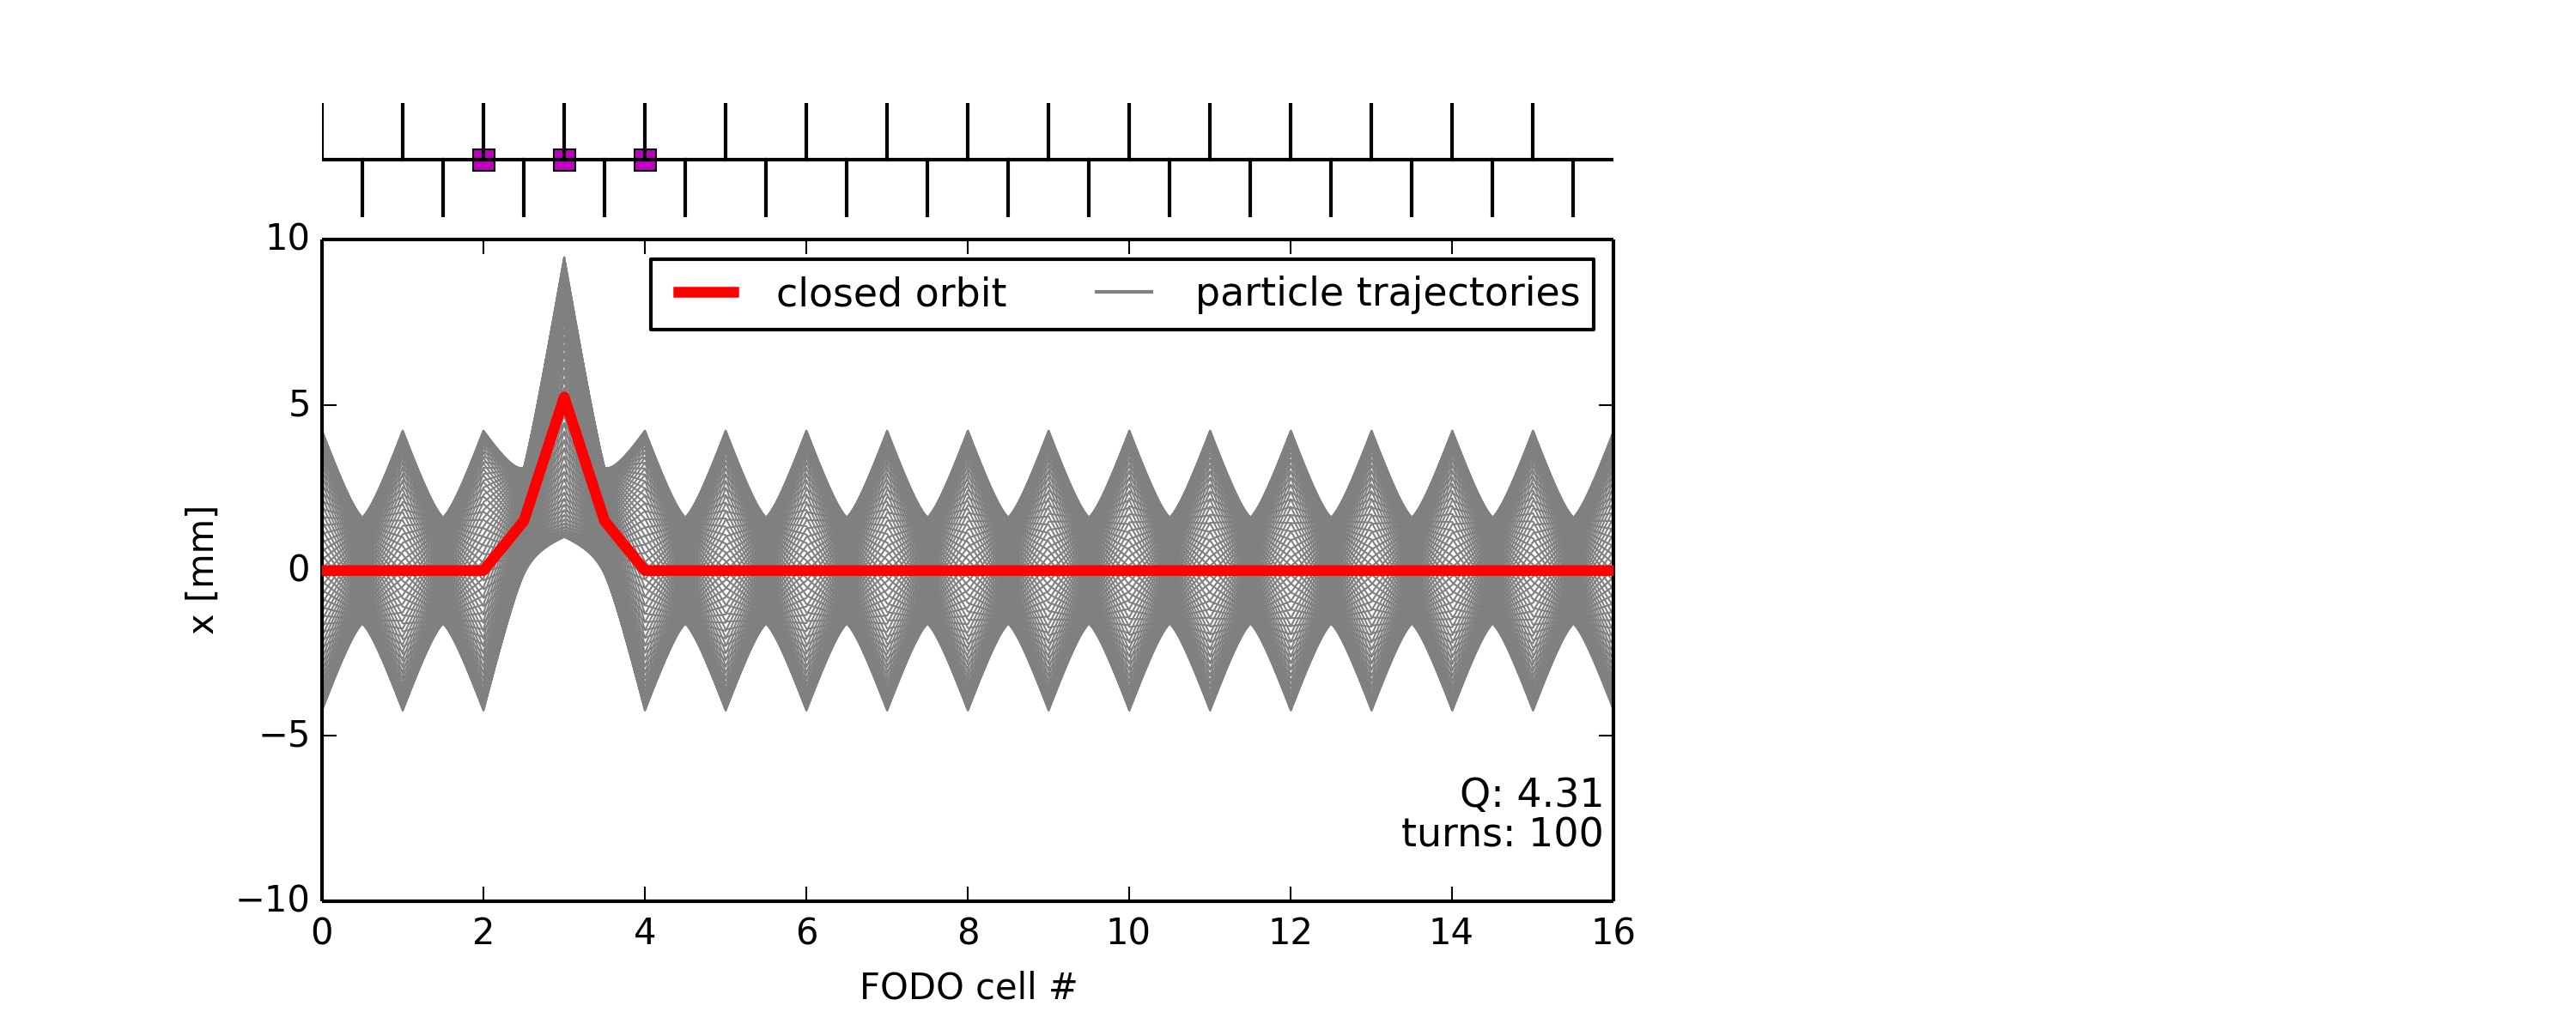 closed orbit
particle trajectories
10
5
0
−5
−10
x [mm]
Q: 4.31
turns: 100
0 2 4 6 8 10 12 14 16
FODO cell #